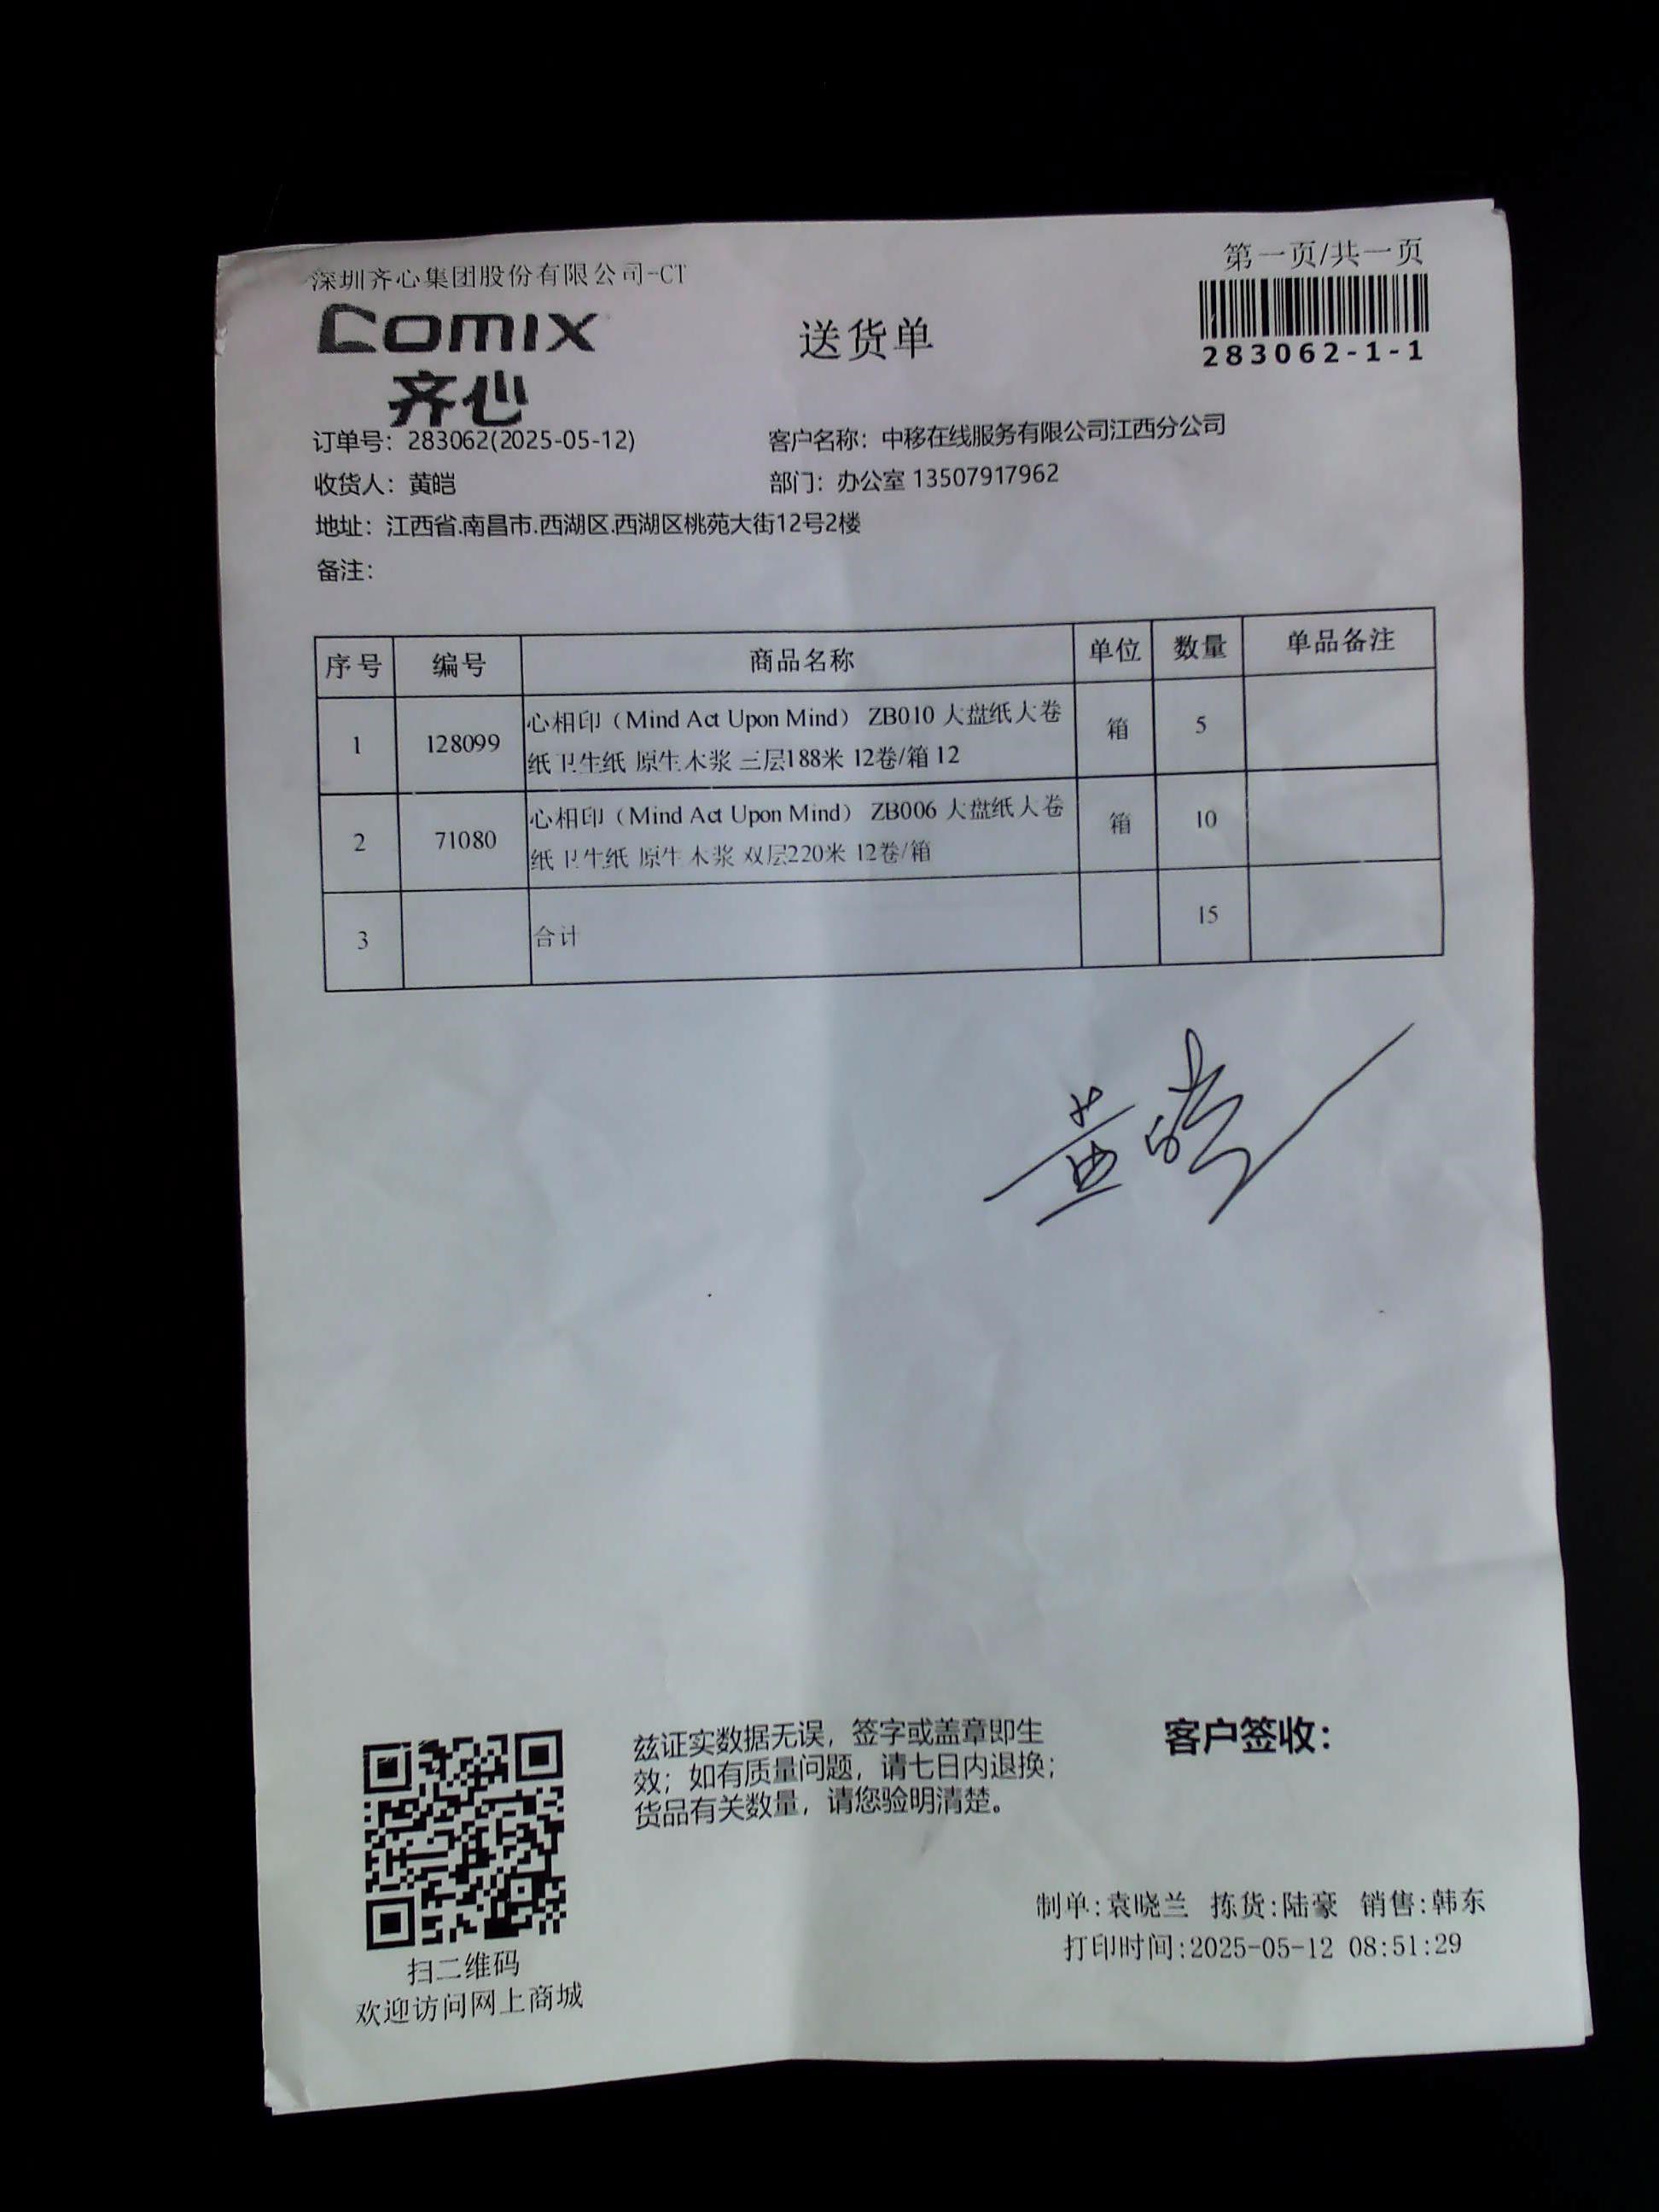 第一页/共一页
深圳齐心集团股份有限公司-CT
COMIX
齐心
送货单
283062-1-1
订单号：283062(2025-05-12)
客户名称：中移在线服务有限公司江西分公司
收货人：黄皑
部门：办公室 13507917962
地址：江西省.南昌市.西湖区.西湖区桃苑大街12号2楼
备注：
序号 编号 商品名称 单位 数量 单品备注
1 128099 心相印（Mind Act Upon Mind） ZB010 大盘纸大卷 箱 5
纸卫生纸 原生木浆 三层188米 12卷/箱 12
2 71080 心相印（Mind Act Upon Mind） ZB006 大盘纸大卷 箱 10
纸卫生纸 原生木浆 双层220米 12卷/箱
3 合计 15
黄皑
兹证实数据无误，签字或盖章即生
效；如有质量问题，请七日内退换；
货品有关数量，请您验明清楚。
客户签收：
制单:袁晓兰 拣货:陆豪 销售:韩东
打印时间:2025-05-12 08:51:29
扫二维码
欢迎访问网上商城